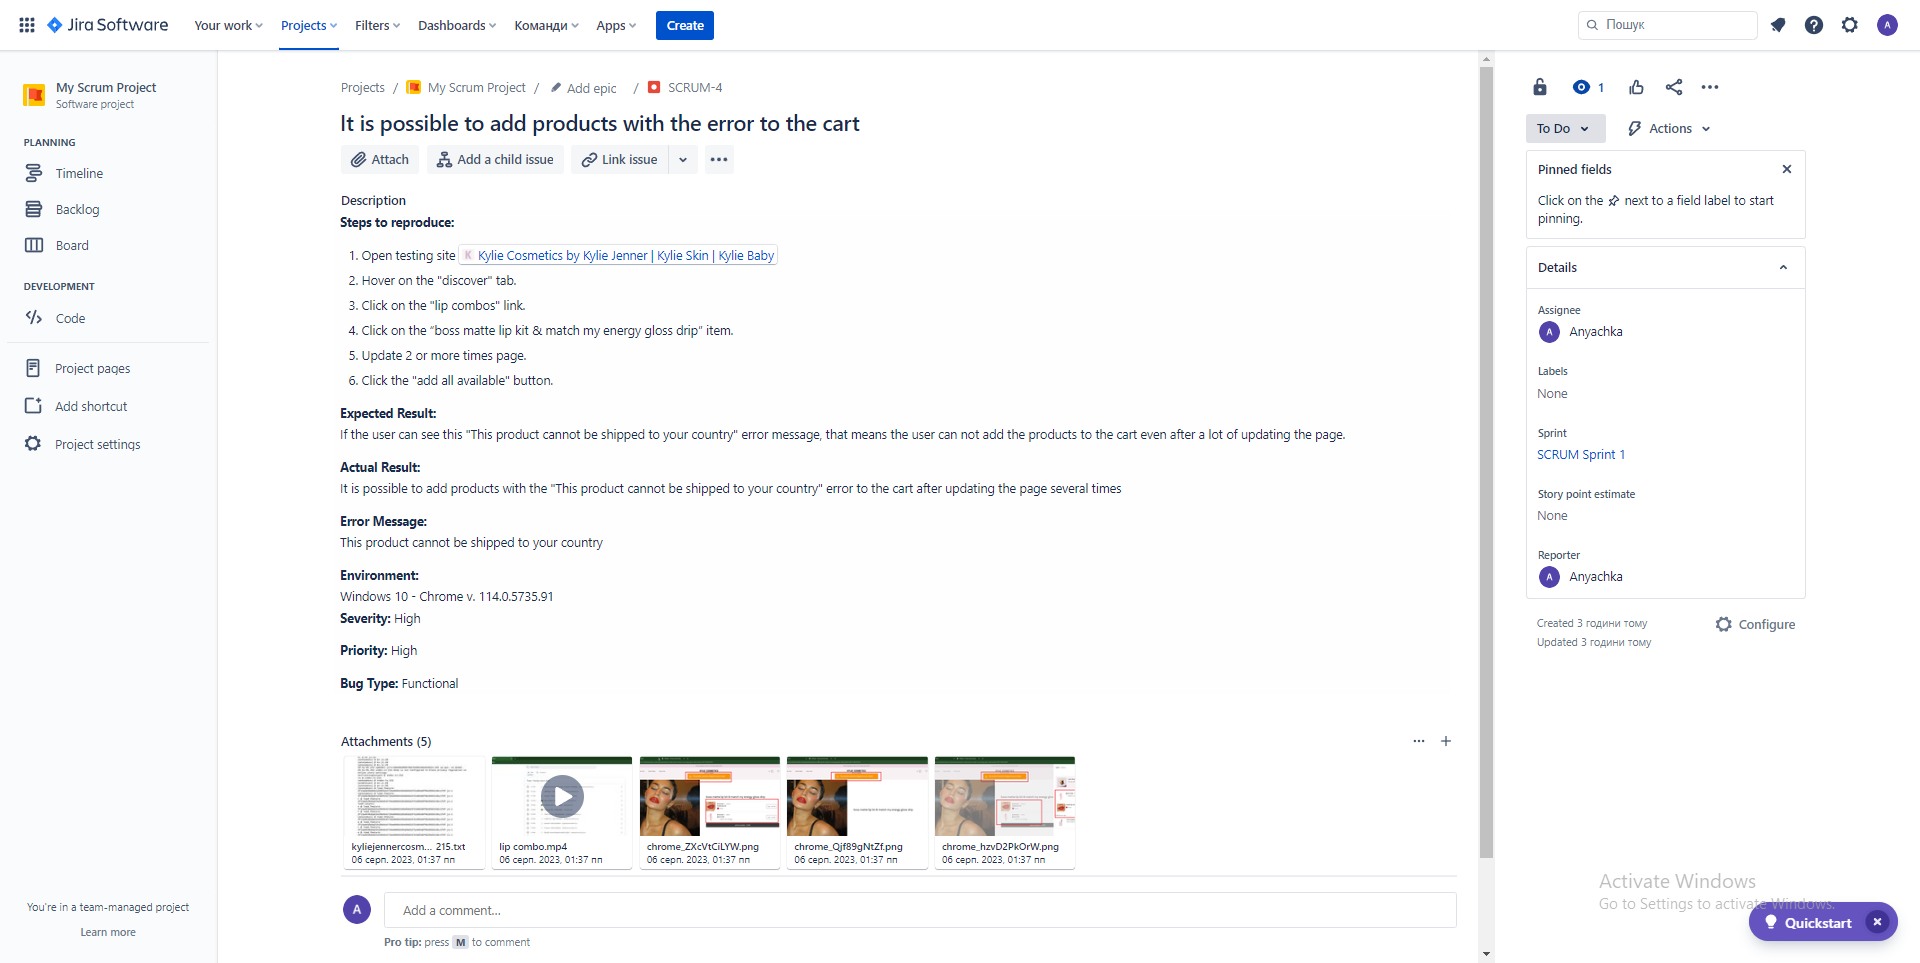 Jira Software
Your work
Projects
Filters
Dashboards
Команди
Apps
Create
Пошук
A
My Scrum Project
Software project
PLANNING
Timeline
Backlog
Board
DEVELOPMENT
Code
Project pages
Add shortcut
Project settings
You're in a team-managed project
Learn more
Projects / My Scrum Project / Add epic / SCRUM-4
It is possible to add products with the error to the cart
Attach
Add a child issue
Link issue
Description
Steps to reproduce:
1. Open testing site K Kylie Cosmetics by Kylie Jenner | Kylie Skin | Kylie Baby
2. Hover on the "discover" tab.
3. Click on the "lip combos" link.
4. Click on the “boss matte lip kit & match my energy gloss drip” item.
5. Update 2 or more times page.
6. Click the "add all available" button.
Expected Result:
If the user can see this "This product cannot be shipped to your country" error message, that means the user can not add the products to the cart even after a lot of updating the page.
Actual Result:
It is possible to add products with the "This product cannot be shipped to your country" error to the cart after updating the page several times
Error Message:
This product cannot be shipped to your country
Environment:
Windows 10 - Chrome v. 114.0.5735.91
Severity: High
Priority: High
Bug Type: Functional
Attachments (5)
kyliejennercosm... 215.txt
06 серп. 2023, 01:37 пп
lip combo.mp4
06 серп. 2023, 01:37 пп
chrome_ZXcVtCiLYW.png
06 серп. 2023, 01:37 пп
chrome_Qjf89gNtZf.png
06 серп. 2023, 01:37 пп
chrome_hzvD2PkOrW.png
06 серп. 2023, 01:37 пп
A
Add a comment...
Pro tip: press M to comment
1
To Do
Actions
Pinned fields
Click on the next to a field label to start
pinning.
Details
Assignee
A Anyachka
Labels
None
Sprint
SCRUM Sprint 1
Story point estimate
None
Reporter
A Anyachka
Created 3 години тому
Updated 3 години тому
Configure
Activate Windows
Go to Settings to activate Windows.
Quickstart